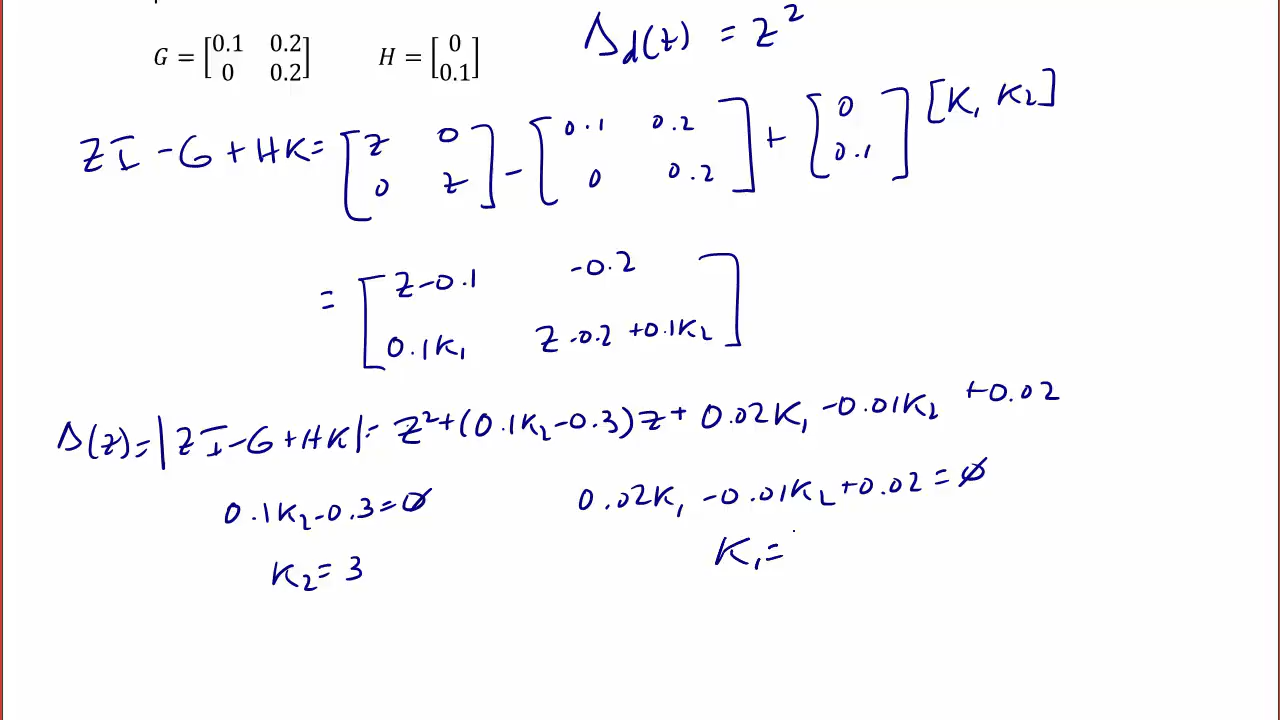 G = [0.1 0.2; 0 0.2] H = [0; 0.1] Δd(z) = z²
zI - G + HK = [z 0; 0 z] - [0.1 0.2; 0 0.2] + [0; 0.1] [K₁ K₂]
= [z-0.1 -0.2; 0.1K₁ z-0.2+0.1K₂]
Δ(z) = |zI-G+HK| = z²+(0.1K₂-0.3)z+ 0.02K₁ -0.01K₂ +0.02
0.1K₂-0.3=0 0.02K₁ -0.01K₂+0.02=0
K₂=3 K₁=